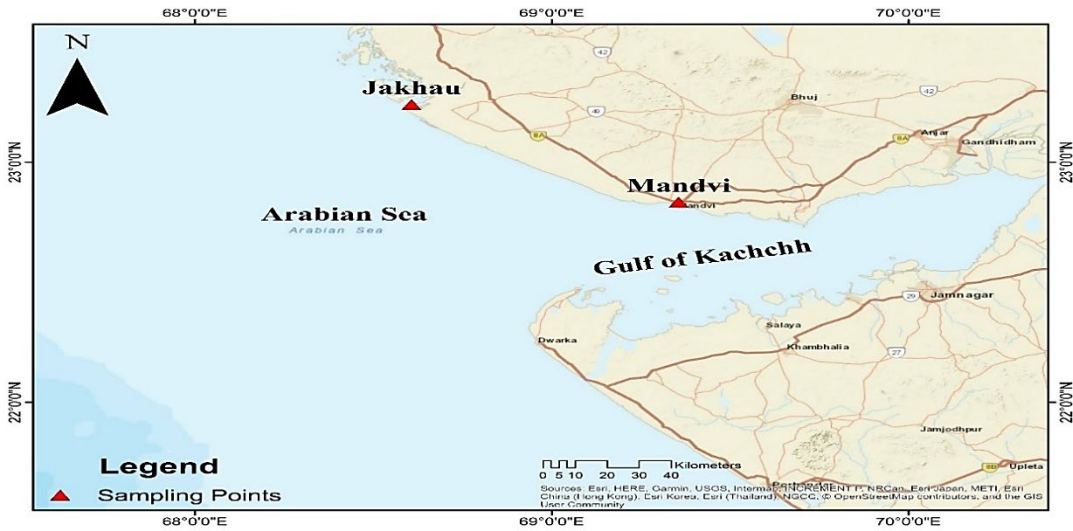 68°0'0"E
69°0'0"E
70°0'0"E
N
42
Jakhau
Bhuj
42
8A
Anjar
8A
Gandhidham
23°0'0"N
23°0'0"N
Mandvi
Arabian Sea
Arabian Sea
Gulf of Kachchh
29
Jamnagar
Salaya
Dwarka
Khambhalia
27
22°0'0"N
22°0'0"N
Jamjodhpur
Legend
8B
Upleta
Kilometers
0 5 10 20 30 40
Sampling Points
Sources: Esri, HERE, Garmin, USGS, Intermap, INCREMENT P, NRCan, Esri Japan, METI, Esri
China (Hong Kong), Esri Korea, Esri (Thailand), NGCC, © OpenStreetMap contributors, and the GIS
User Community
68°0'0"E
69°0'0"E
70°0'0"E